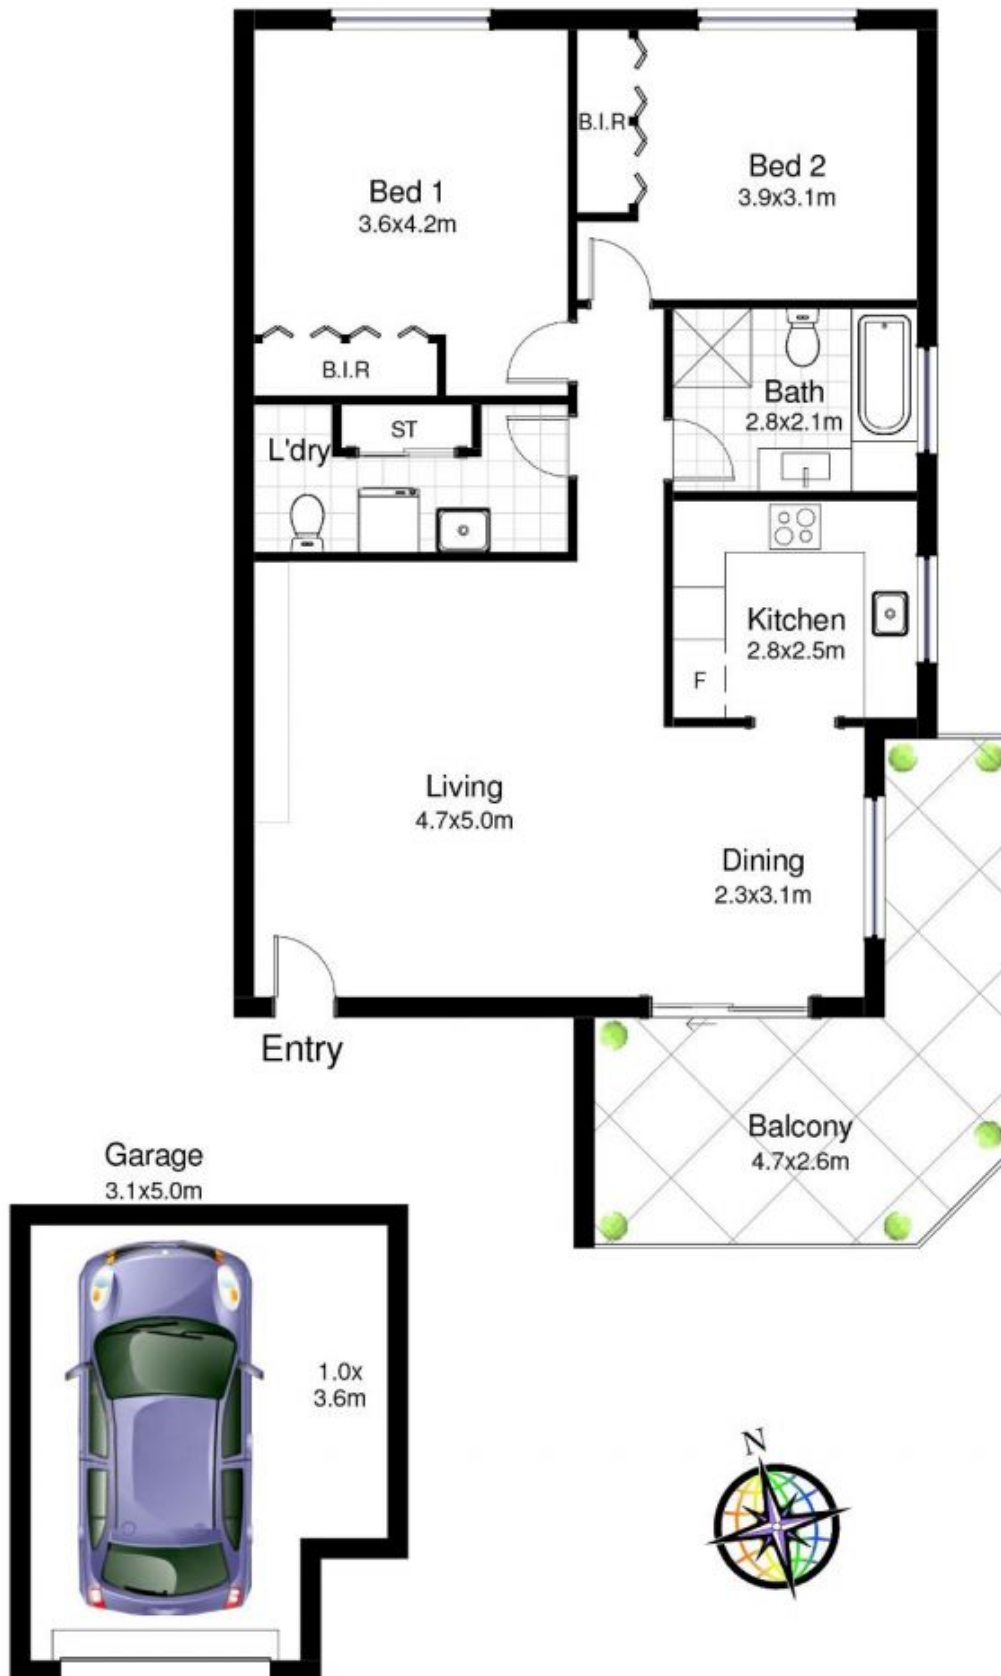 Bed 1
3.6x4.2m
B.I.R
Bed 2
3.9x3.1m
B.I.R
ST
L'dry
Bath
2.8x2.1m
Kitchen
2.8x2.5m
F
Living
4.7x5.0m
Dining
2.3x3.1m
Entry
Balcony
4.7x2.6m
Garage
3.1x5.0m
1.0x
3.6m
N